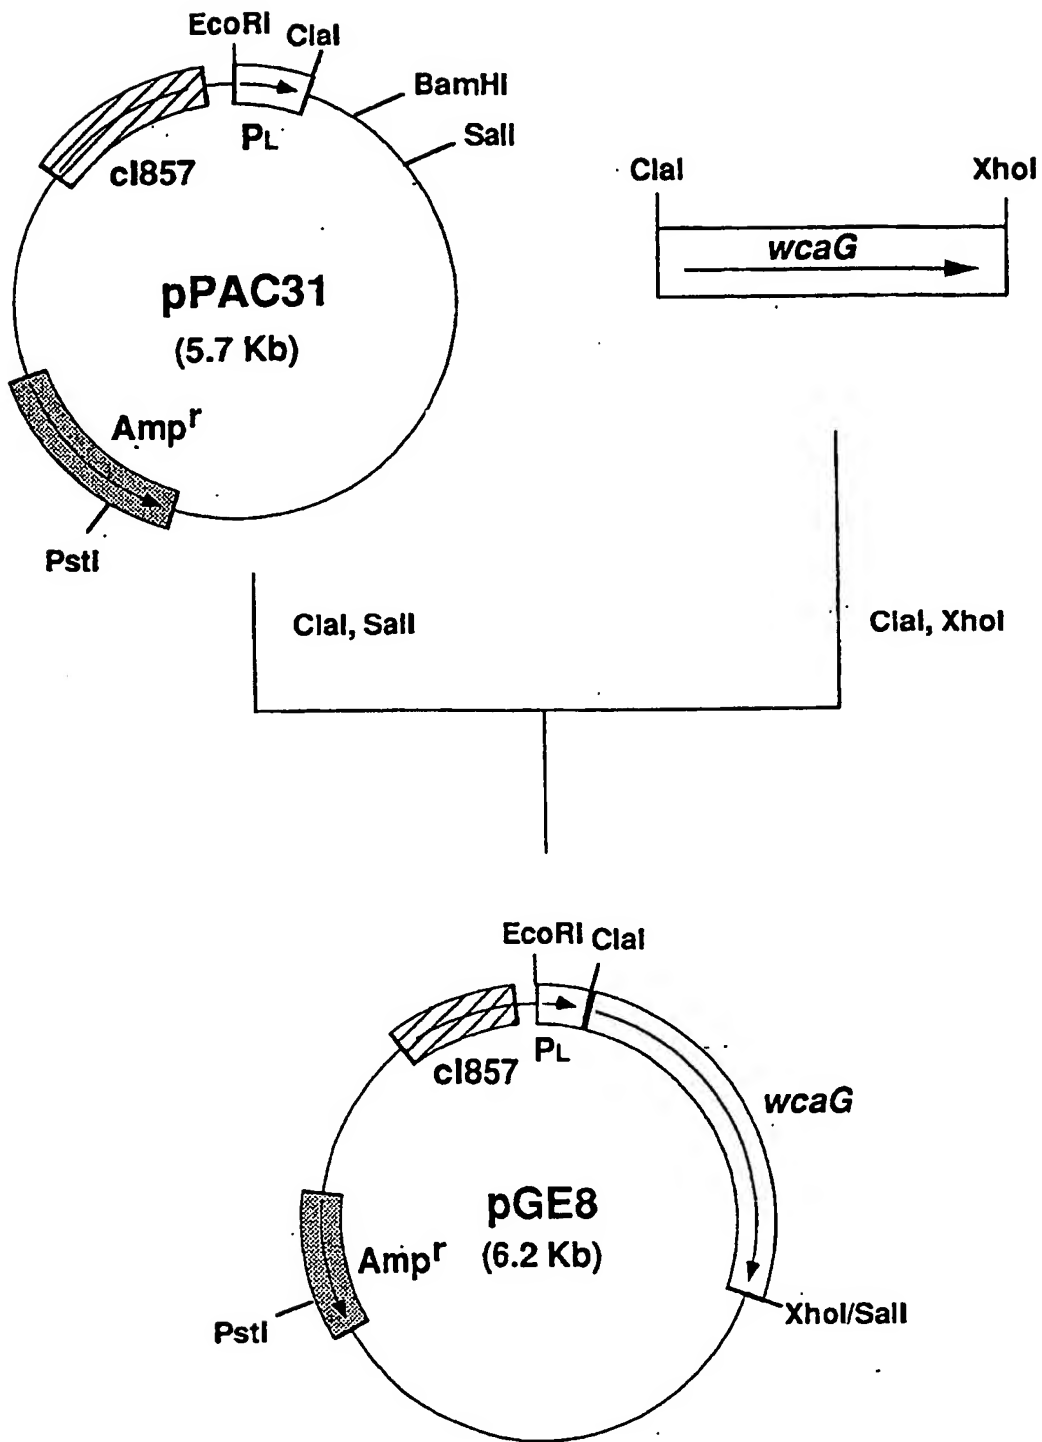 EcoRI
ClaI
BamHI
SalI
PL
cI857
pPAC31
(5.7 Kb)
Ampr
PstI
ClaI
XhoI
wcaG
ClaI, SalI
ClaI, XhoI
EcoRI
ClaI
PL
cI857
wcaG
pGE8
(6.2 Kb)
Ampr
PstI
XhoI/SalI